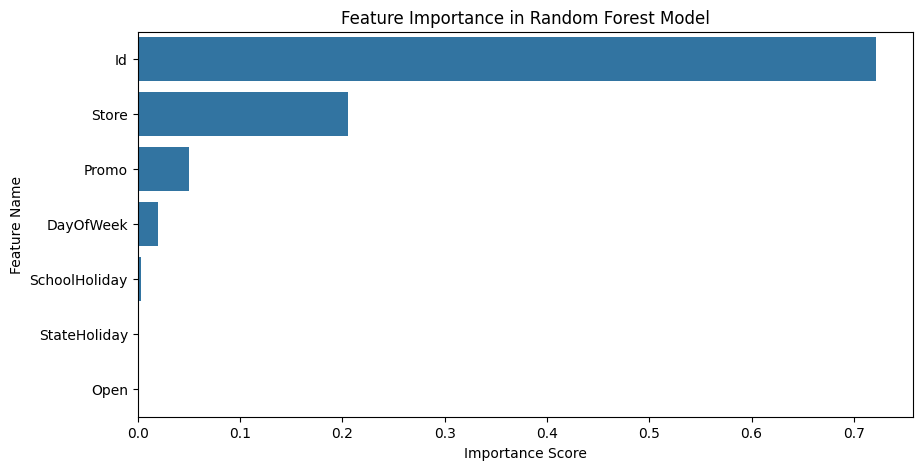 Feature Importance in Random Forest Model
Feature Name
Id
Store
Promo
DayOfWeek
SchoolHoliday
StateHoliday
Open
0.0 0.1 0.2 0.3 0.4 0.5 0.6 0.7
Importance Score